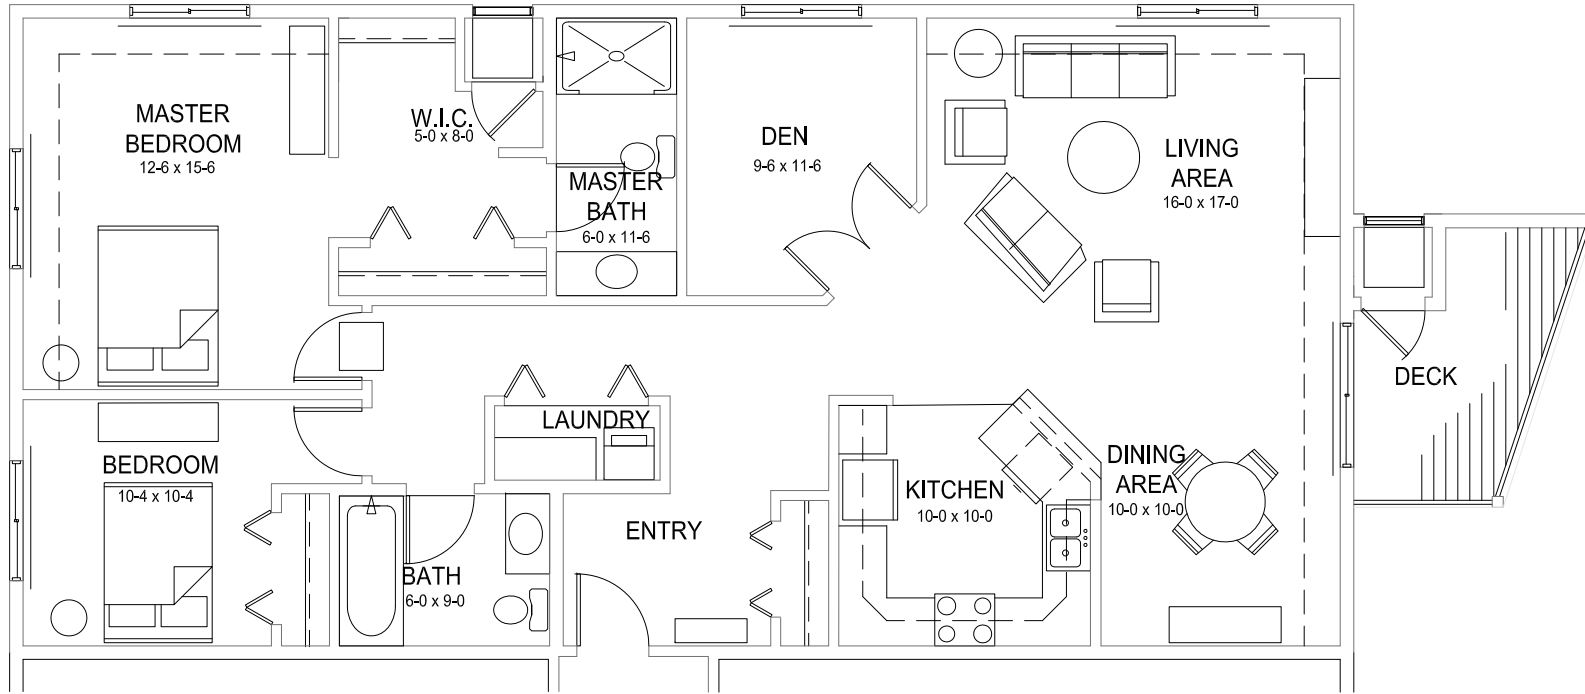 MASTER
BEDROOM
12-6 x 15-6
W.I.C.
5-0 x 8-0
MASTER
BATH
6-0 x 11-6
DEN
9-6 x 11-6
LIVING
AREA
16-0 x 17-0
DECK
BEDROOM
10-4 x 10-4
LAUNDRY
BATH
6-0 x 9-0
ENTRY
KITCHEN
10-0 x 10-0
DINING
AREA
10-0 x 10-0